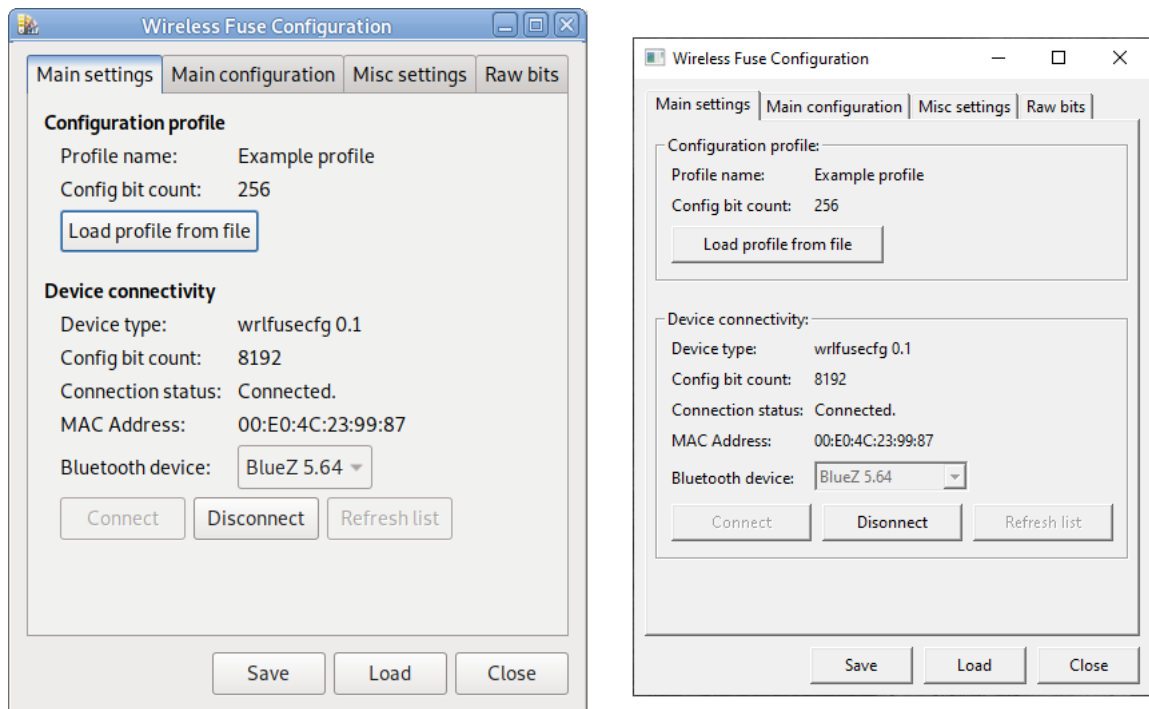 Wireless Fuse Configuration
Main settings Main configuration Misc settings Raw bits
Configuration profile
Profile name: Example profile
Config bit count: 256
Load profile from file
Device connectivity
Device type: wrlfusecfg 0.1
Config bit count: 8192
Connection status: Connected.
MAC Address: 00:E0:4C:23:99:87
Bluetooth device: BlueZ 5.64
Connect Disconnect Refresh list
Save Load Close
Wireless Fuse Configuration
Main settings Main configuration Misc settings Raw bits
Configuration profile:
Profile name: Example profile
Config bit count: 256
Load profile from file
Device connectivity:
Device type: wrlfusecfg 0.1
Config bit count: 8192
Connection status: Connected.
MAC Address: 00:E0:4C:23:99:87
Bluetooth device: BlueZ 5.64
Connect Disonnect Refresh list
Save Load Close